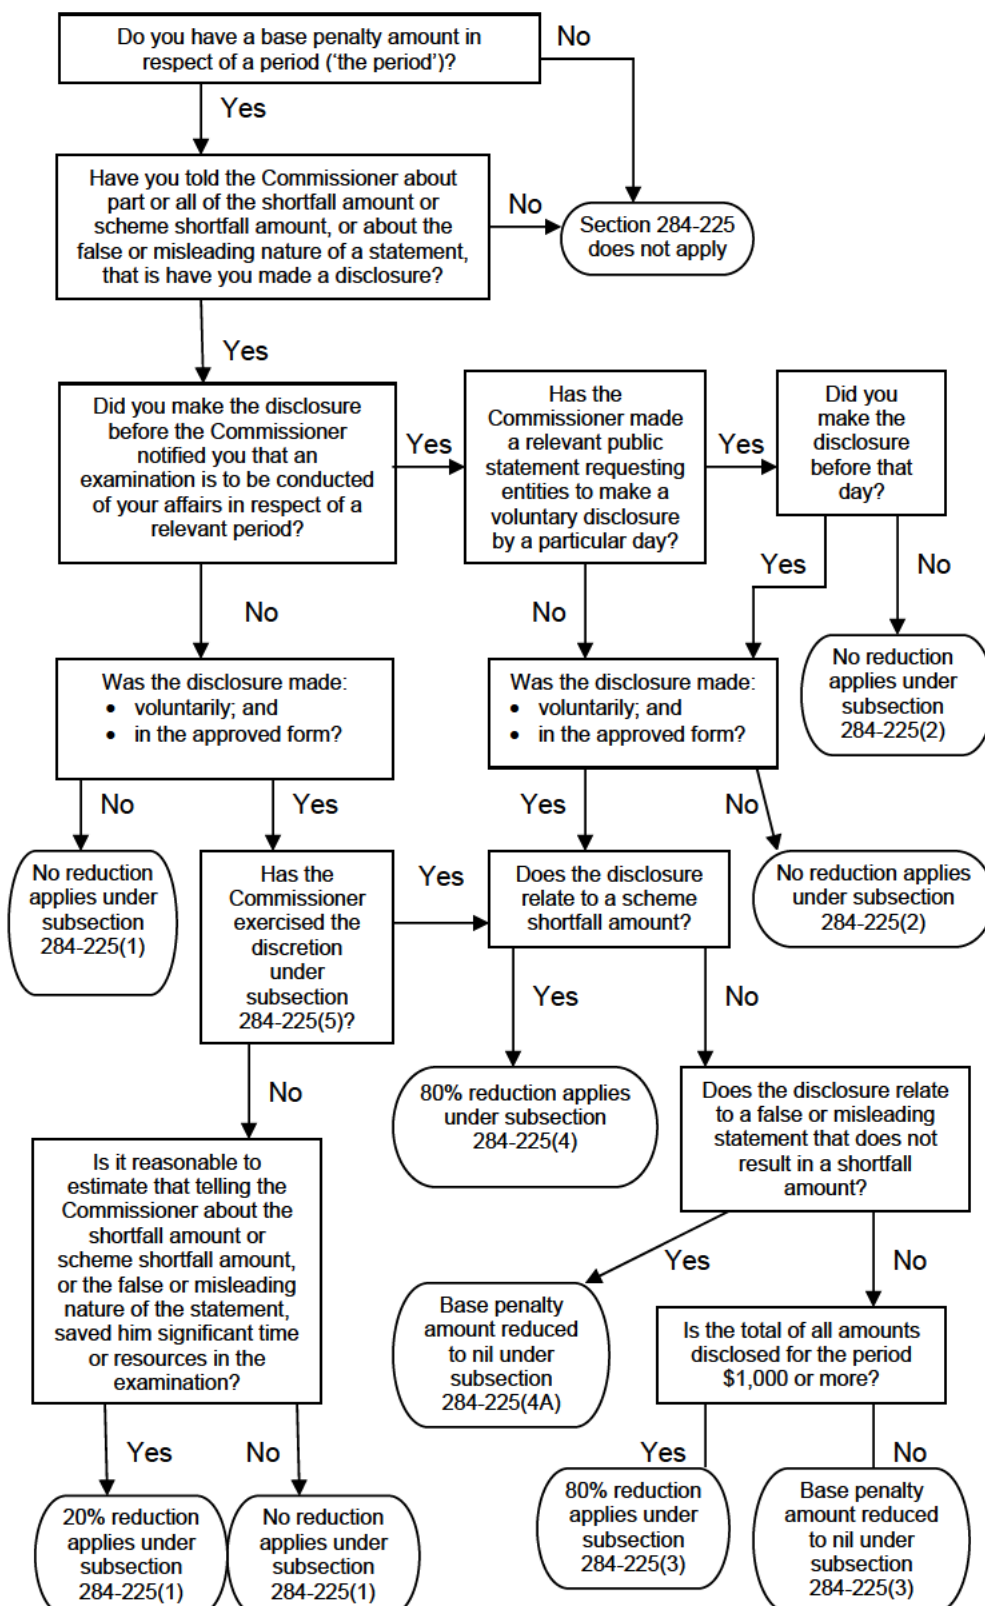 Do you have a base penalty amount in
respect of a period (‘the period’)?
No
Yes
Have you told the Commissioner about
part or all of the shortfall amount or
scheme shortfall amount, or about the
false or misleading nature of a statement,
that is have you made a disclosure?
No
Section 284-225
does not apply
Yes
Did you make the disclosure
before the Commissioner
notified you that an
examination is to be conducted
of your affairs in respect of a
relevant period?
Yes
Has the
Commissioner made
a relevant public
statement requesting
entities to make a
voluntary disclosure
by a particular day?
Yes
Did you
make the
disclosure
before that
day?
No
No
Yes
No
Was the disclosure made:
• voluntarily; and
• in the approved form?
Was the disclosure made:
• voluntarily; and
• in the approved form?
No reduction
applies under
subsection
284-225(2)
No
Yes
Yes
No
No reduction
applies under
subsection
284-225(1)
Has the
Commissioner
exercised the
discretion
under
subsection
284-225(5)?
Yes
Does the disclosure
relate to a scheme
shortfall amount?
No reduction applies
under subsection
284-225(2)
Yes
No
No
80% reduction applies
under subsection
284-225(4)
Does the disclosure relate
to a false or misleading
statement that does not
result in a shortfall
amount?
Is it reasonable to
estimate that telling the
Commissioner about the
shortfall amount or
scheme shortfall amount,
or the false or misleading
nature of the statement,
saved him significant time
or resources in the
examination?
Yes
No
Base penalty
amount reduced
to nil under
subsection
284-225(4A)
Is the total of all amounts
disclosed for the period
$1,000 or more?
Yes
No
Yes
No
20% reduction
applies under
subsection
284-225(1)
No reduction
applies under
subsection
284-225(1)
80% reduction
applies under
subsection
284-225(3)
Base penalty
amount reduced
to nil under
subsection
284-225(3)